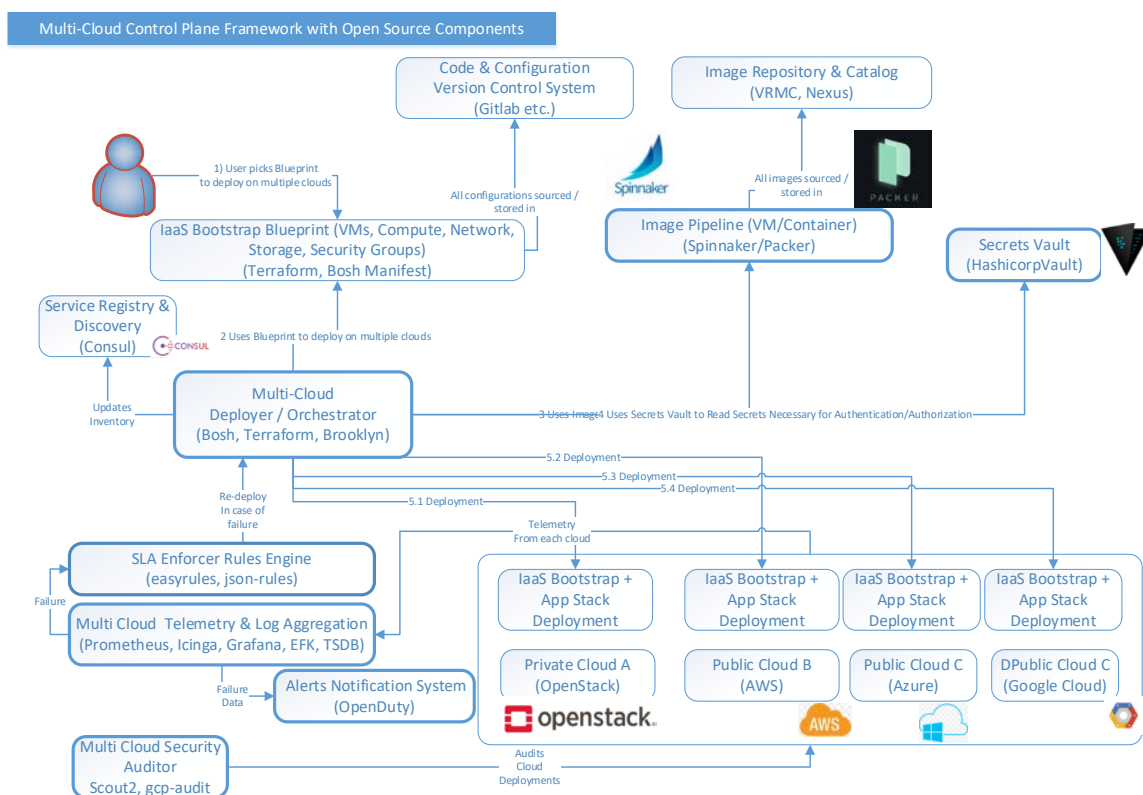 Multi-Cloud Control Plane Framework with Open Source Components
Code & Configuration
Version Control System
(Gitlab etc.)
Image Repository & Catalog
(VRMC, Nexus)
1) User picks Blueprint
to deploy on multiple clouds
All configurations sourced /
stored in
Spinnaker
All images sourced /
stored in
PACKER
IaaS Bootstrap Blueprint (VMs, Compute, Network,
Storage, Security Groups)
(Terraform, Bosh Manifest)
Image Pipeline (VM/Container)
(Spinnaker/Packer)
Secrets Vault
(HashicorpVault)
Service Registry &
Discovery
(Consul)
CONSUL
2 Uses Blueprint to deploy on multiple clouds
Updates
Inventory
Multi-Cloud
Deployer / Orchestrator
(Bosh, Terraform, Brooklyn)
3 Uses Image
4 Uses Secrets Vault to Read Secrets Necessary for Authentication/Authorization
5.2 Deployment
5.3 Deployment
5.4 Deployment
5.1 Deployment
Re-deploy
In case of
failure
Telemetry
From each cloud
SLA Enforcer Rules Engine
(easyrules, json-rules)
Failure
Multi Cloud Telemetry & Log Aggregation
(Prometheus, Icinga, Grafana, EFK, TSDB)
IaaS Bootstrap +
App Stack
Deployment
IaaS Bootstrap +
App Stack
Deployment
IaaS Bootstrap +
App Stack
Deployment
IaaS Bootstrap +
App Stack
Deployment
Private Cloud A
(OpenStack)
Public Cloud B
(AWS)
Public Cloud C
(Azure)
DPublic Cloud C
(Google Cloud)
Failure
Data
Alerts Notification System
(OpenDuty)
openstack.
AWS
Multi Cloud Security
Auditor
Scout2, gcp-audit
Audits
Cloud
Deployments